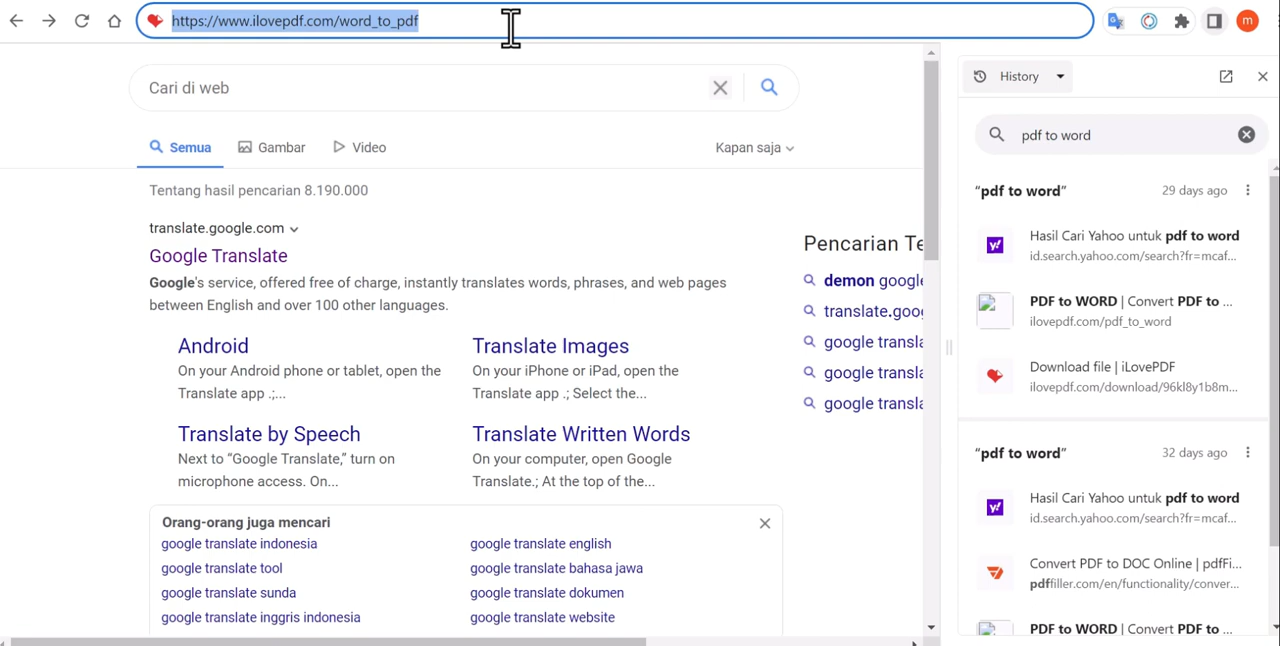 https://www.ilovepdf.com/word_to_pdf
m
Cari di web
Semua
Gambar
Video
Kapan saja
Tentang hasil pencarian 8.190.000
translate.google.com
Google Translate
Google's service, offered free of charge, instantly translates words, phrases, and web pages
between English and over 100 other languages.
Android
On your Android phone or tablet, open the
Translate app .;...
Translate Images
On your iPhone or iPad, open the
Translate app .; Select the...
Translate by Speech
Next to “Google Translate,” turn on
microphone access. On...
Translate Written Words
On your computer, open Google
Translate.; At the top of the...
Orang-orang juga mencari
google translate indonesia
google translate english
google translate tool
google translate bahasa jawa
google translate sunda
google translate dokumen
google translate inggris indonesia
google translate website
Pencarian Te
demon google
translate.goog
google transla
google transla
google transla
History
pdf to word
“pdf to word”
29 days ago
Hasil Cari Yahoo untuk pdf to word
id.search.yahoo.com/search?fr=mcaf...
PDF to WORD | Convert PDF to ...
ilovepdf.com/pdf_to_word
Download file | iLovePDF
ilovepdf.com/download/96kl8y1b8m...
“pdf to word”
32 days ago
Hasil Cari Yahoo untuk pdf to word
id.search.yahoo.com/search?fr=mcaf...
Convert PDF to DOC Online | pdfFi...
pdffiller.com/en/functionality/conver...
PDF to WORD | Convert PDF to ...